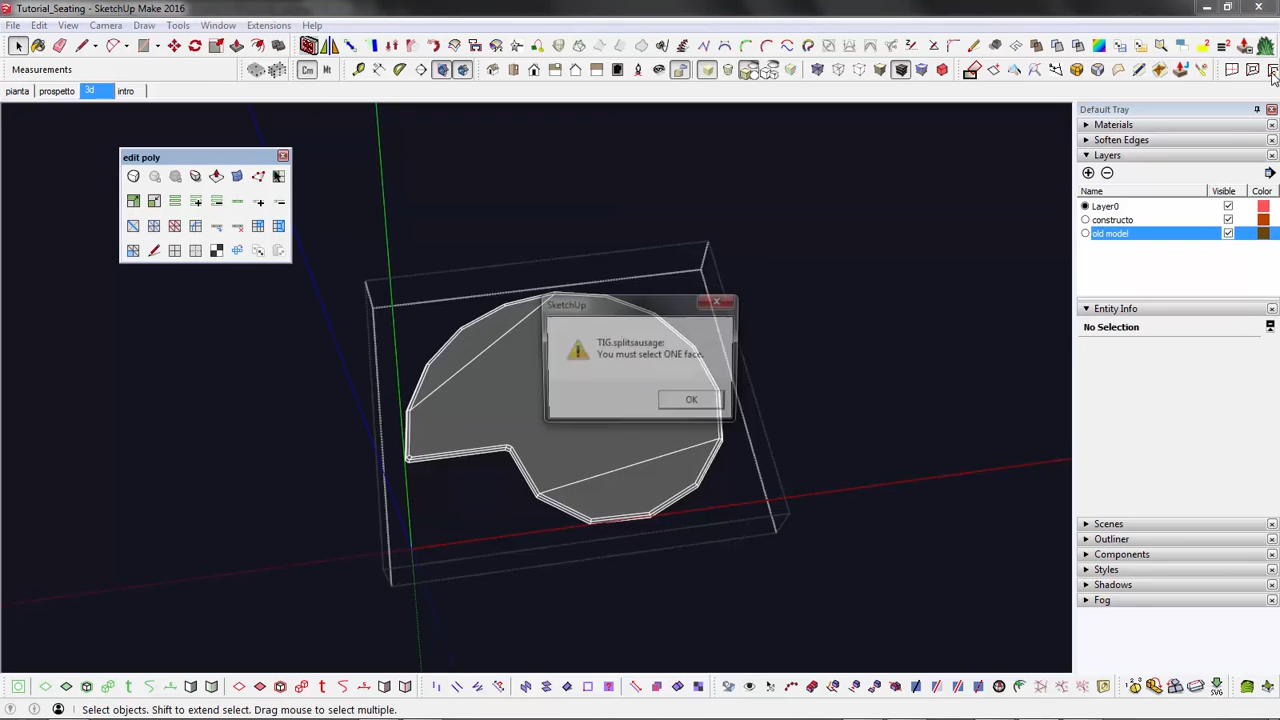 Tutorial_Seating - SketchUp Make 2016
File Edit View Camera Draw Tools Window Extensions Help
Measurements
Cm M
pianta prospetto 3d intro
edit poly
SketchUp
TIG.splitsausage:
You must select ONE face.
OK
Default Tray
Materials
Soften Edges
Layers
Name Visible Color
Layer0
constructo
old model
Entity Info
No Selection
Scenes
Outliner
Components
Styles
Shadows
Fog
Select objects. Shift to extend select. Drag mouse to select multiple.